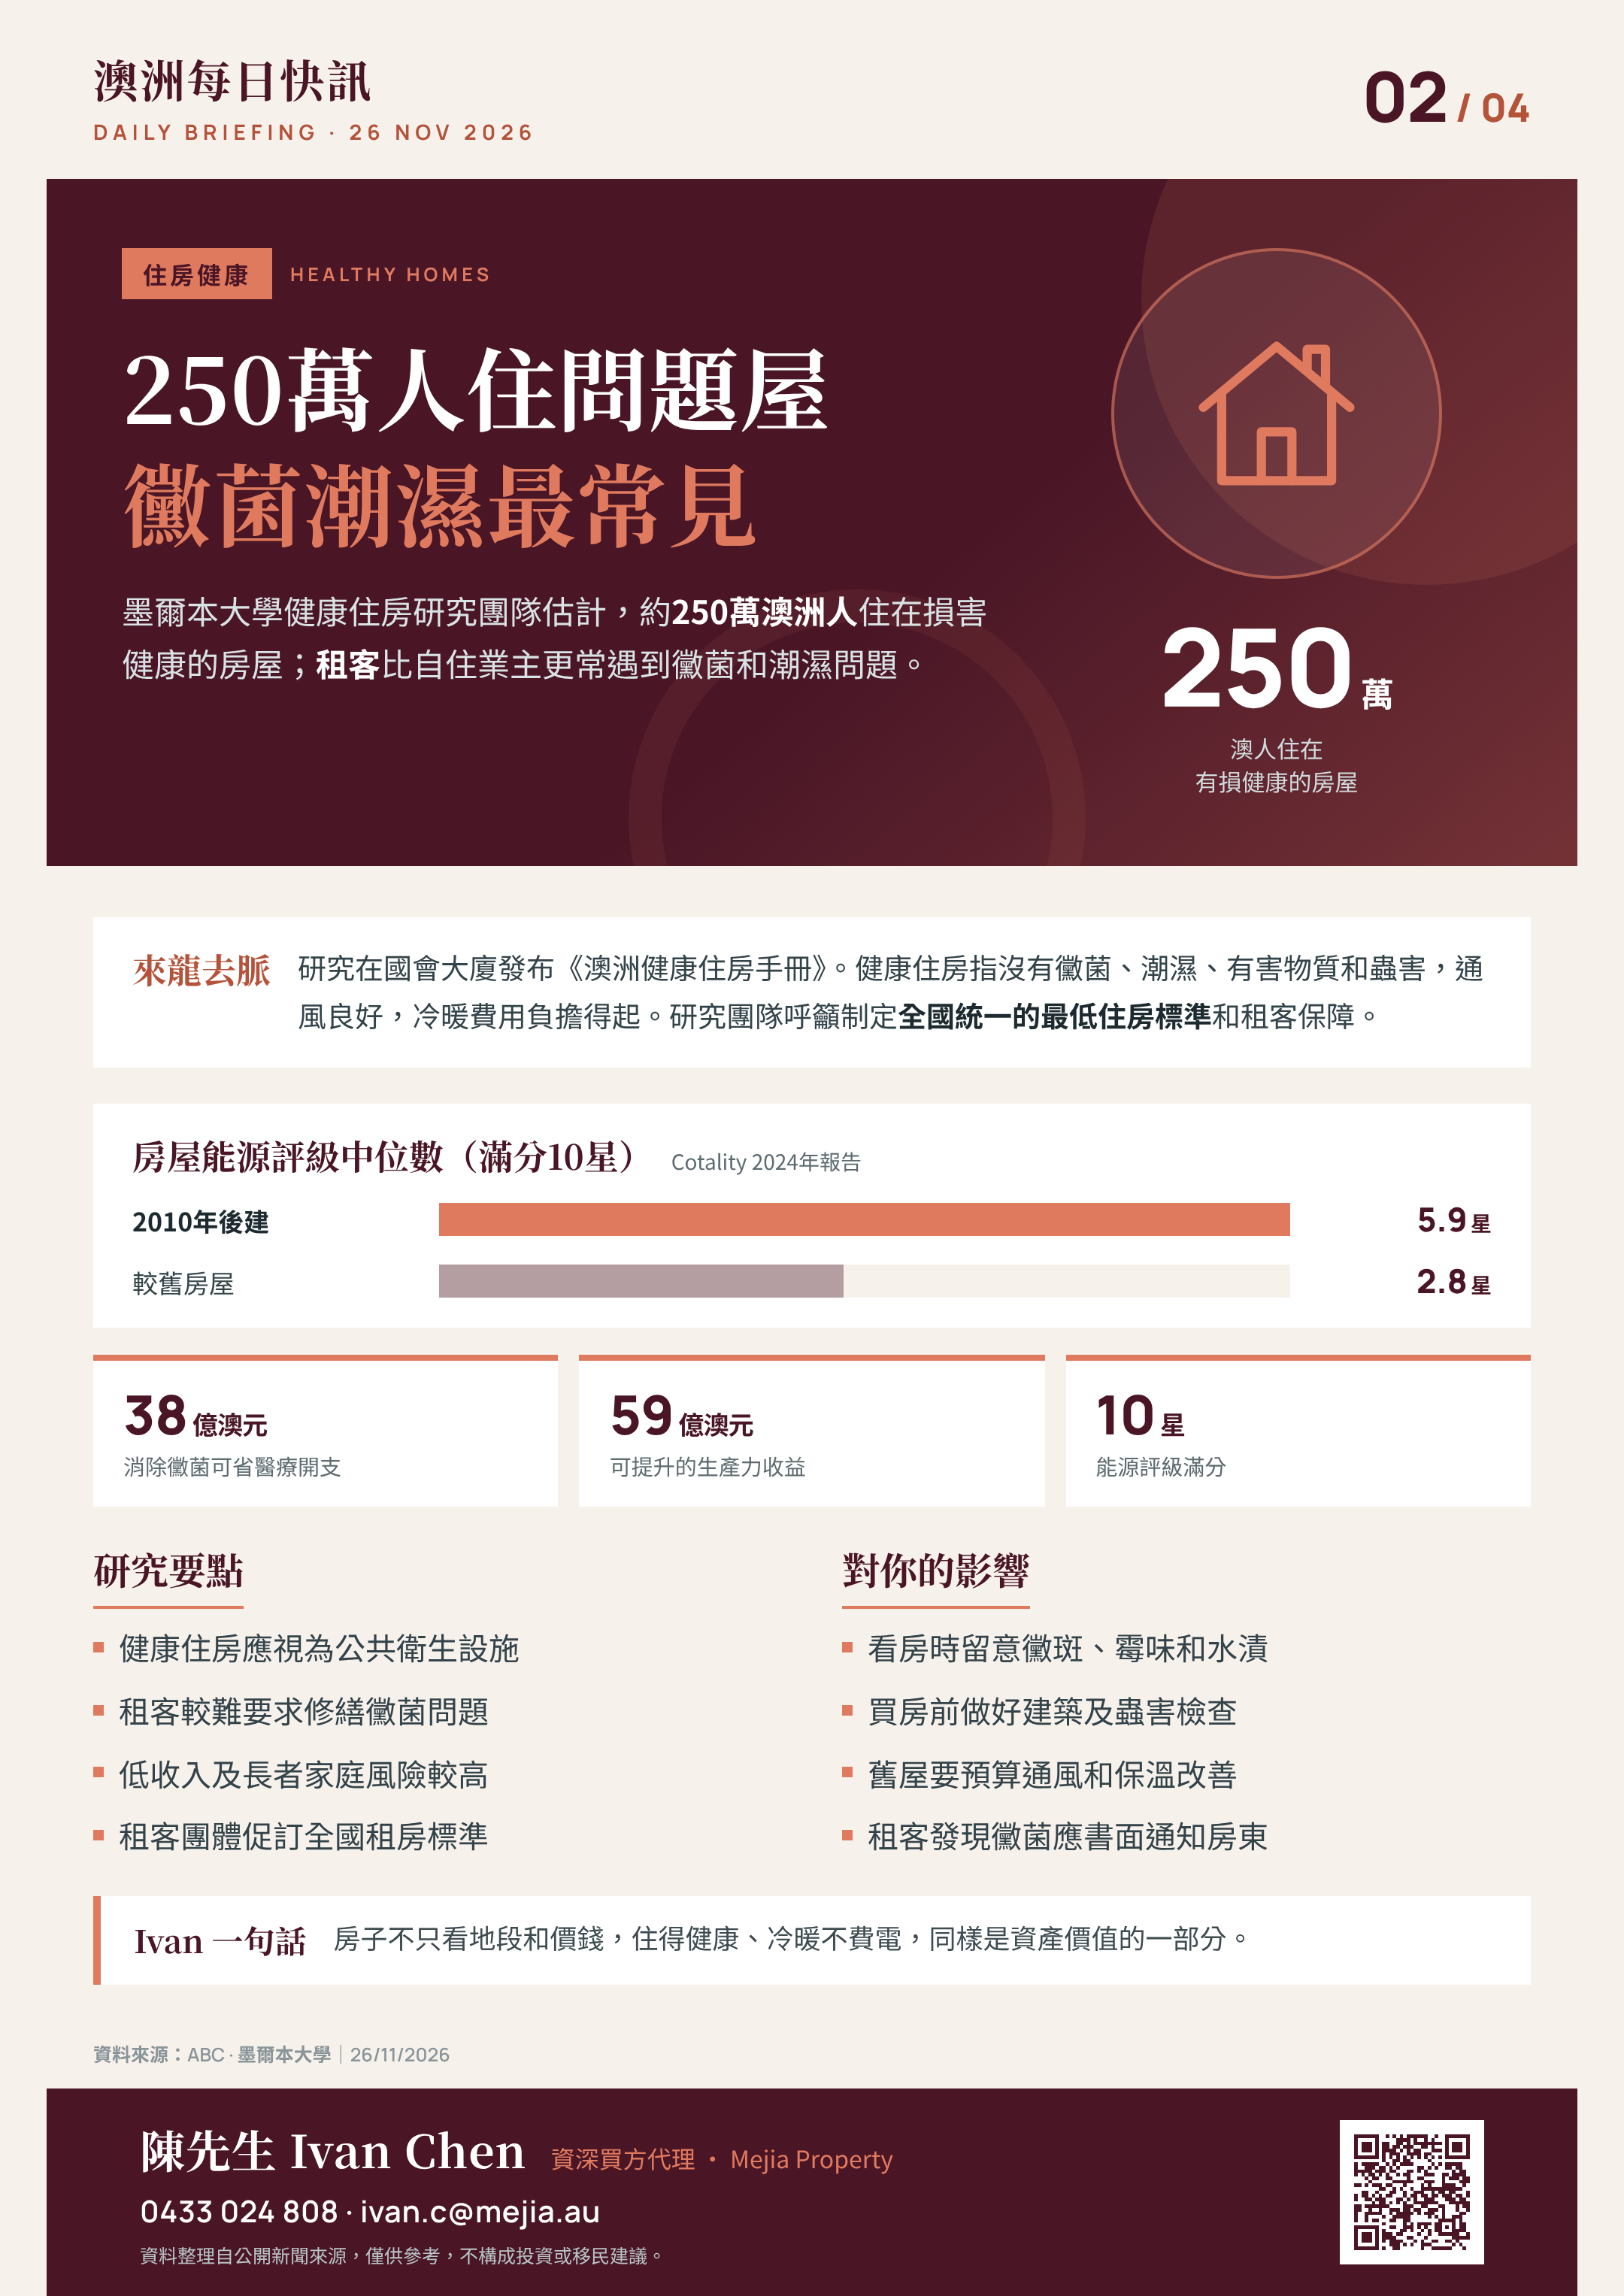 澳洲每日快訊
DAILY BRIEFING · 26 NOV 2026
02 / 04
住房健康 HEALTHY HOMES
250萬人住問題屋
黴菌潮濕最常見
墨爾本大學健康住房研究團隊估計，約250萬澳洲人住在損害
健康的房屋；租客比自住業主更常遇到黴菌和潮濕問題。
250萬
澳人住在
有損健康的房屋
來龍去脈
研究在國會大廈發布《澳洲健康住房手冊》。健康住房指沒有黴菌、潮濕、有害物質和蟲害，通
風良好，冷暖費用負擔得起。研究團隊呼籲制定全國統一的最低住房標準和租客保障。
房屋能源評級中位數（滿分10星） Cotality 2024年報告
2010年後建 5.9星
較舊房屋 2.8星
38億澳元
消除黴菌可省醫療開支
59億澳元
可提升的生產力收益
10星
能源評級滿分
研究要點
健康住房應視為公共衛生設施
租客較難要求修繕黴菌問題
低收入及長者家庭風險較高
租客團體促訂全國租房標準
對你的影響
看房時留意黴斑、霉味和水漬
買房前做好建築及蟲害檢查
舊屋要預算通風和保溫改善
租客發現黴菌應書面通知房東
Ivan 一句話 房子不只看地段和價錢，住得健康、冷暖不費電，同樣是資產價值的一部分。
資料來源：ABC · 墨爾本大學｜26/11/2026
陳先生 Ivan Chen 資深買方代理 · Mejia Property
0433 024 808 · ivan.c@mejia.au
資料整理自公開新聞來源，僅供參考，不構成投資或移民建議。